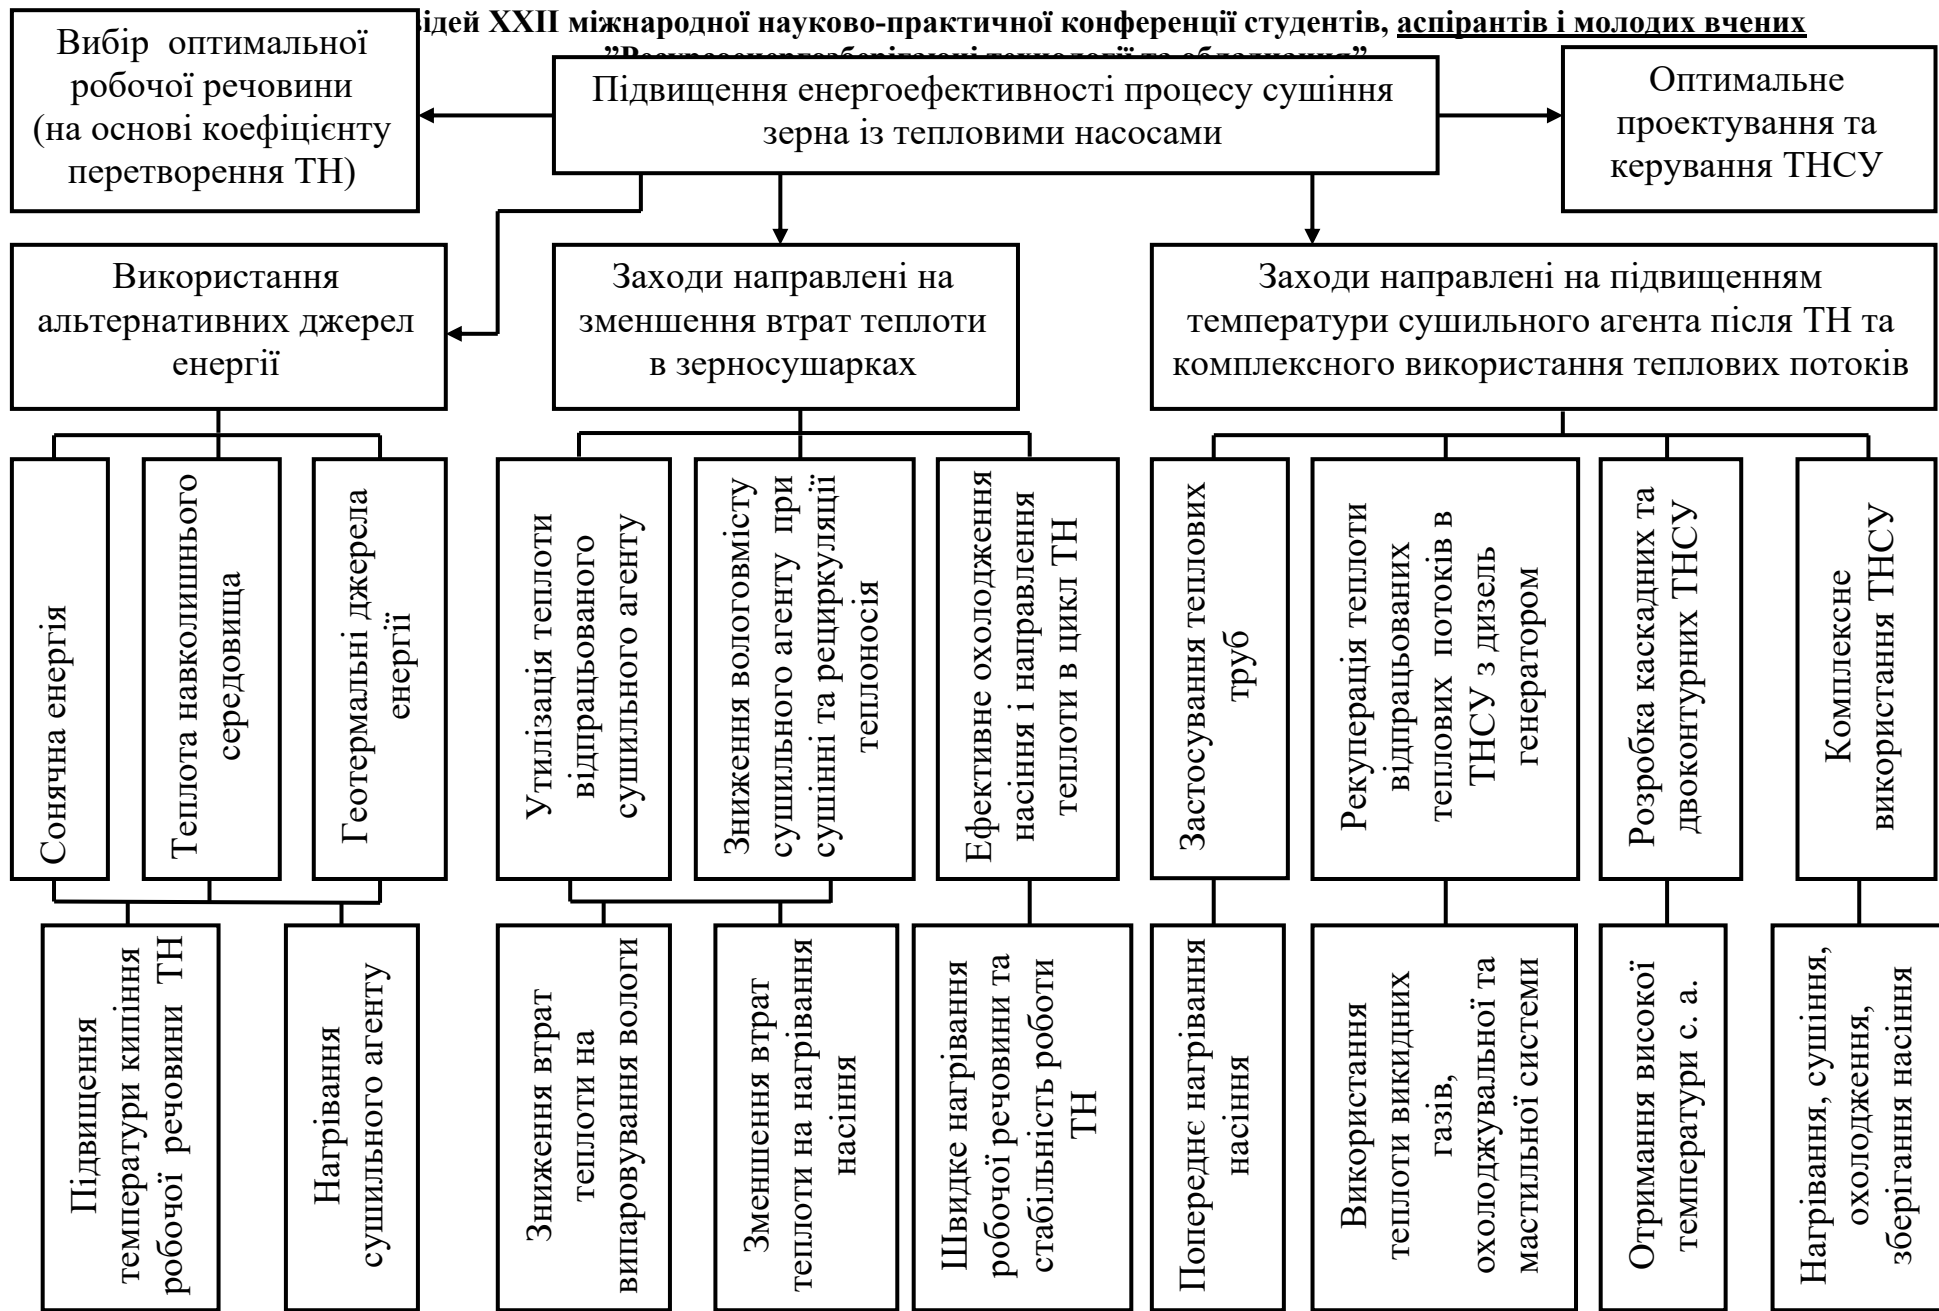 ідей XXII міжнародної науково-практичної конференції студентів, аспірантів і молодих вчених
”Ресурсоенергозберігаючі технології та обладнання”
Вибір оптимальної
робочої речовини
(на основі коефіцієнту
перетворення ТН)
Підвищення енергоефективності процесу сушіння
зерна із тепловими насосами
Оптимальне
проектування та
керування ТНСУ
Використання
альтернативних джерел
енергії
Заходи направлені на
зменшення втрат теплоти
в зерносушарках
Заходи направлені на підвищенням
температури сушильного агента після ТН та
комплексного використання теплових потоків
Сонячна енергія
Теплота навколишнього
середовища
Геотермальні джерела
енергії
Утилізація теплоти
відпрацьованого
сушильного агенту
Зниження вологовмісту
сушильного агенту при
сушінні та рециркуляції
теплоносія
Ефективне охолодження
насіння і направлення
теплоти в цикл ТН
Застосування теплових
труб
Рекуперація теплоти
відпрацьованих
теплових потоків в
ТНСУ з дизель
генератором
Розробка каскадних та
двоконтурних ТНСУ
Комплексне
використання ТНСУ
Підвищення
температури кипіння
робочої речовини ТН
Нагрівання
сушильного агенту
Зниження втрат
теплоти на
випаровування вологи
Зменшення втрат
теплоти на нагрівання
насіння
Швидке нагрівання
робочої речовини та
стабільність роботи
ТН
Попереднє нагрівання
насіння
Використання
теплоти викидних
газів,
охолоджувальної та
мастильної системи
Отримання високої
температури с. а.
Нагрівання, сушіння,
охолодження,
зберігання насіння